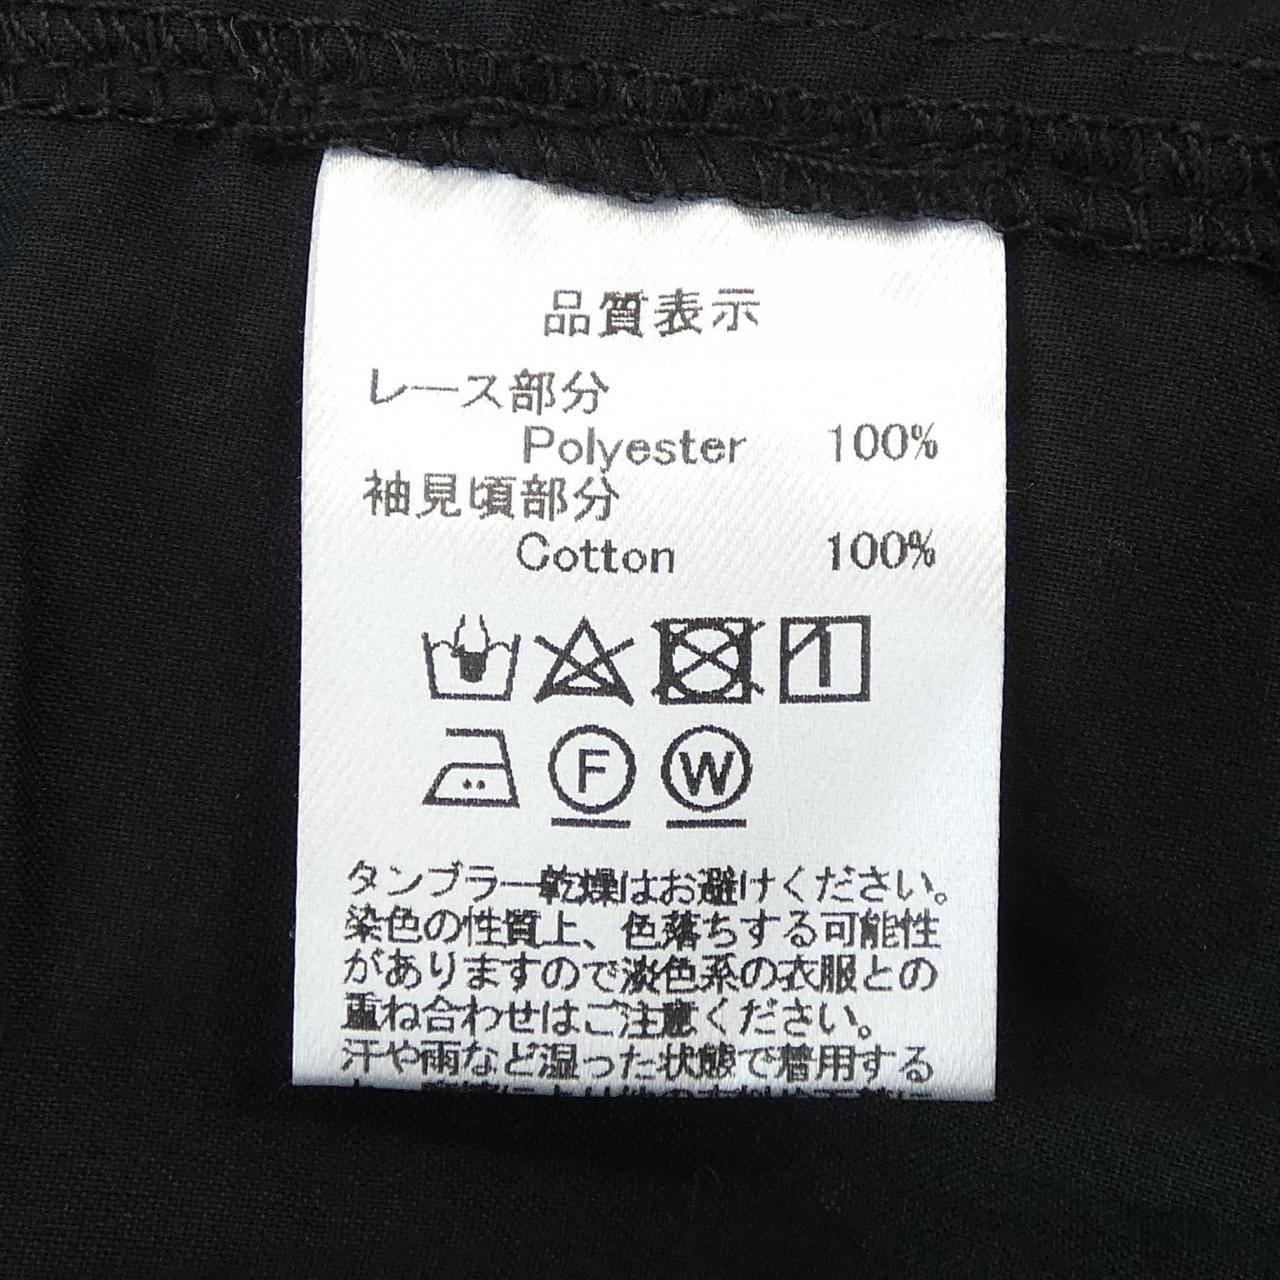 品質表示
レース部分
Polyester 100%
袖見頃部分
Cotton 100%
F W
タンブラー乾燥はお避けください。
染色の性質上、色落ちする可能性
がありますので淡色系の衣服との
重ね合わせはご注意ください。
汗や雨など湿った状態で着用する